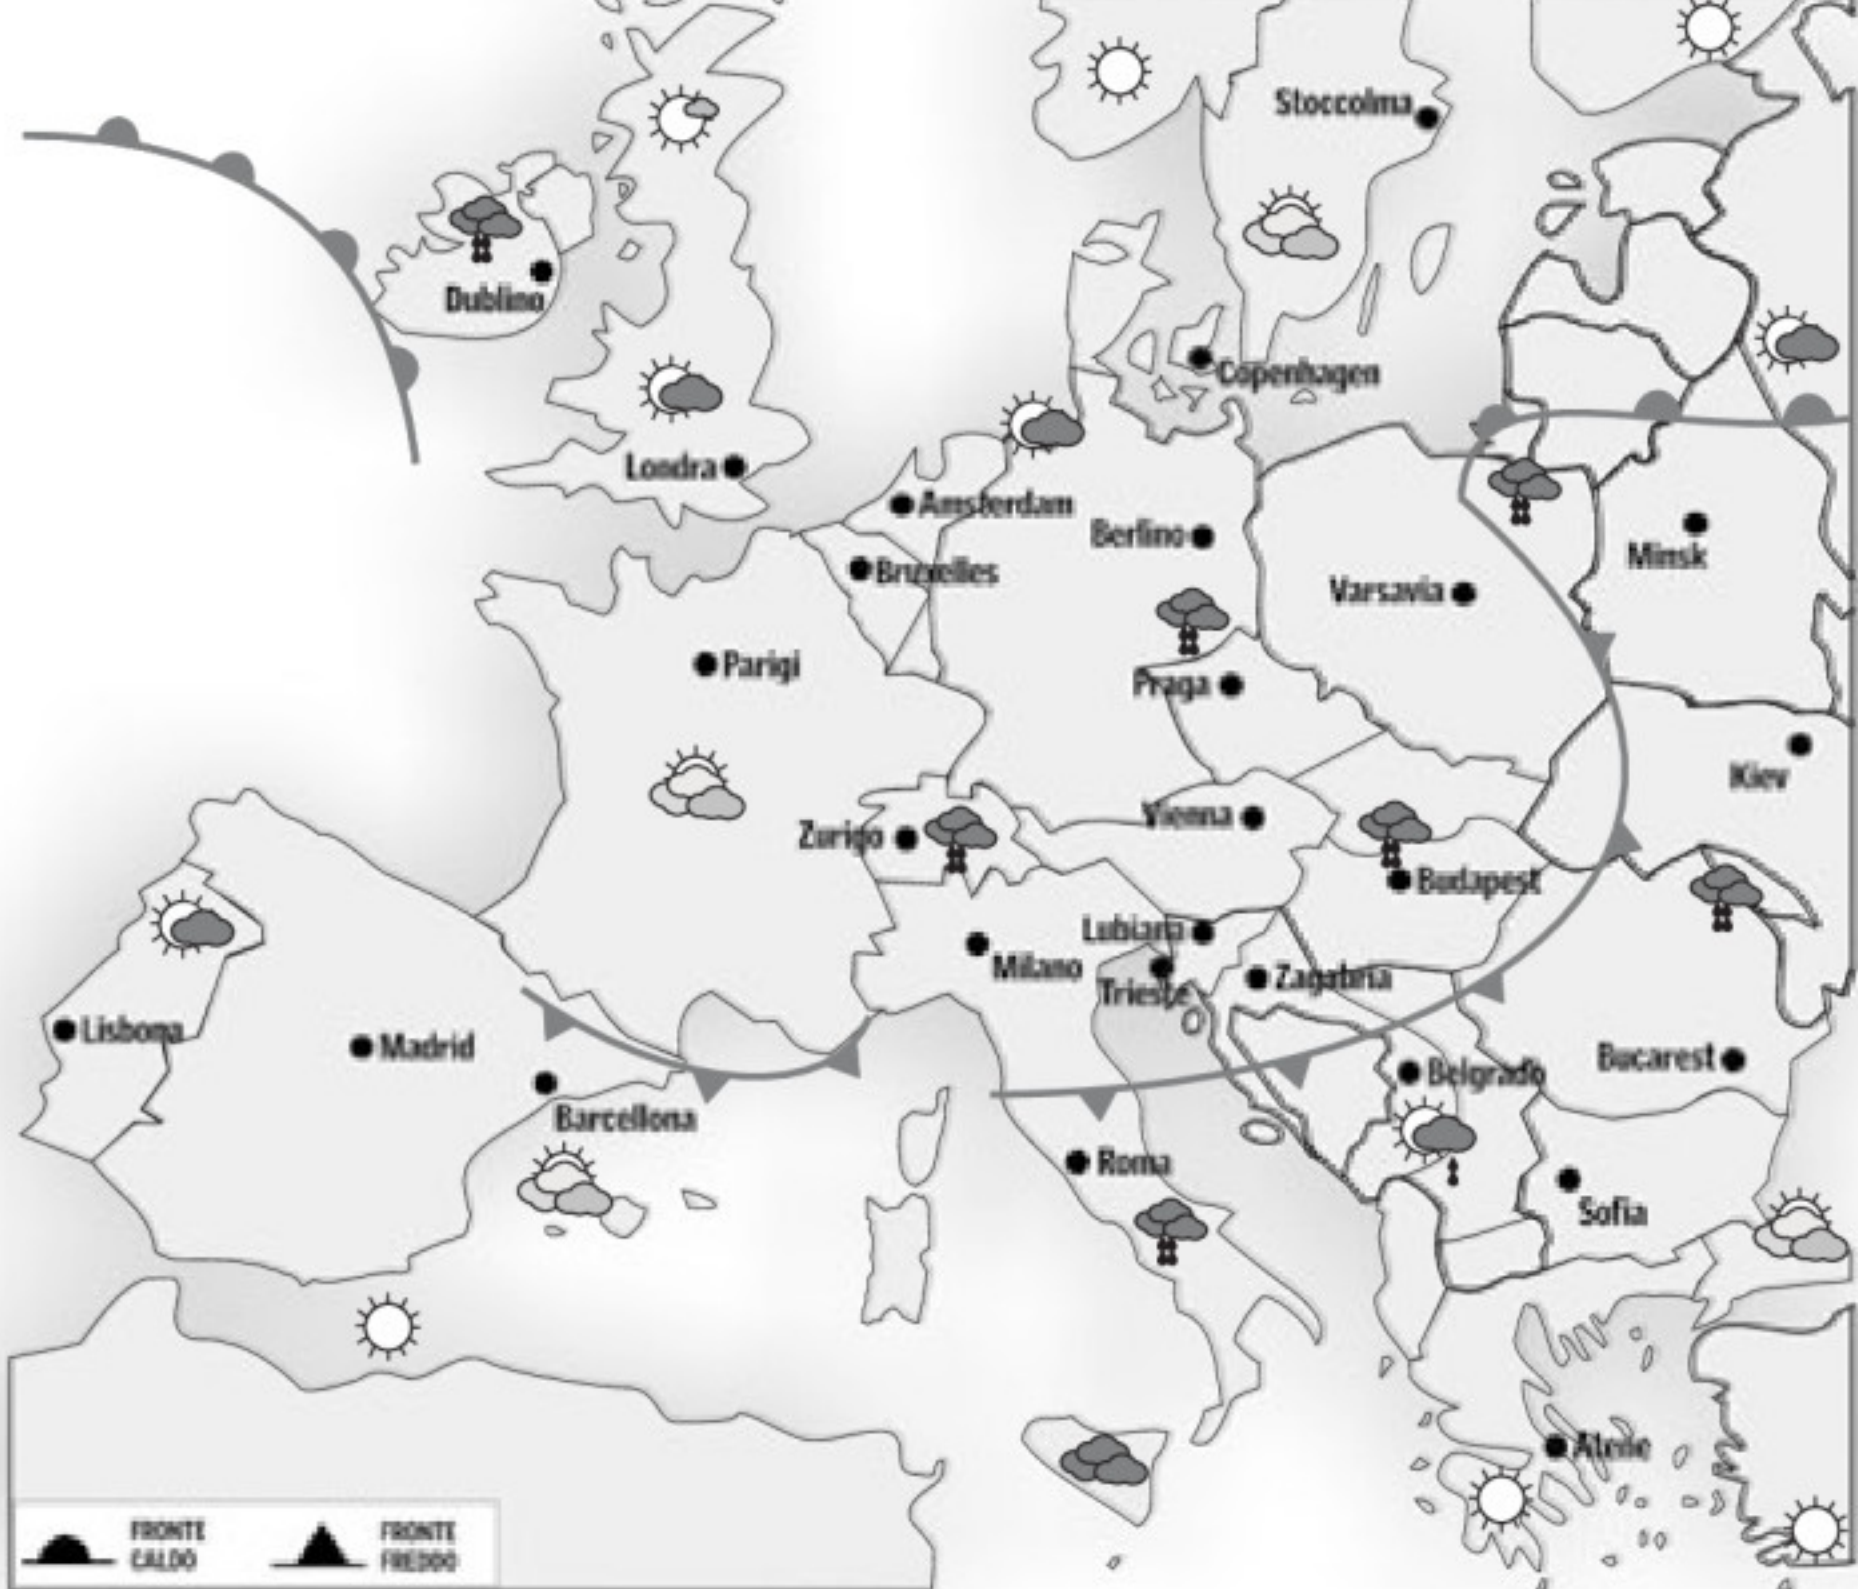 Stoccolma
Dublino
Copenhagen
Londra
Amsterdam
Berlino
Minsk
Bruxelles
Varsavia
Parigi
Praga
Kiev
Vienna
Zurigo
Budapest
Lubiana
Milano
Trieste
Zagabria
Lisbona
Madrid
Bucarest
Belgrado
Barcellona
Roma
Sofia
Atene
FRONTE
CALDO
FRONTE
FREDDO